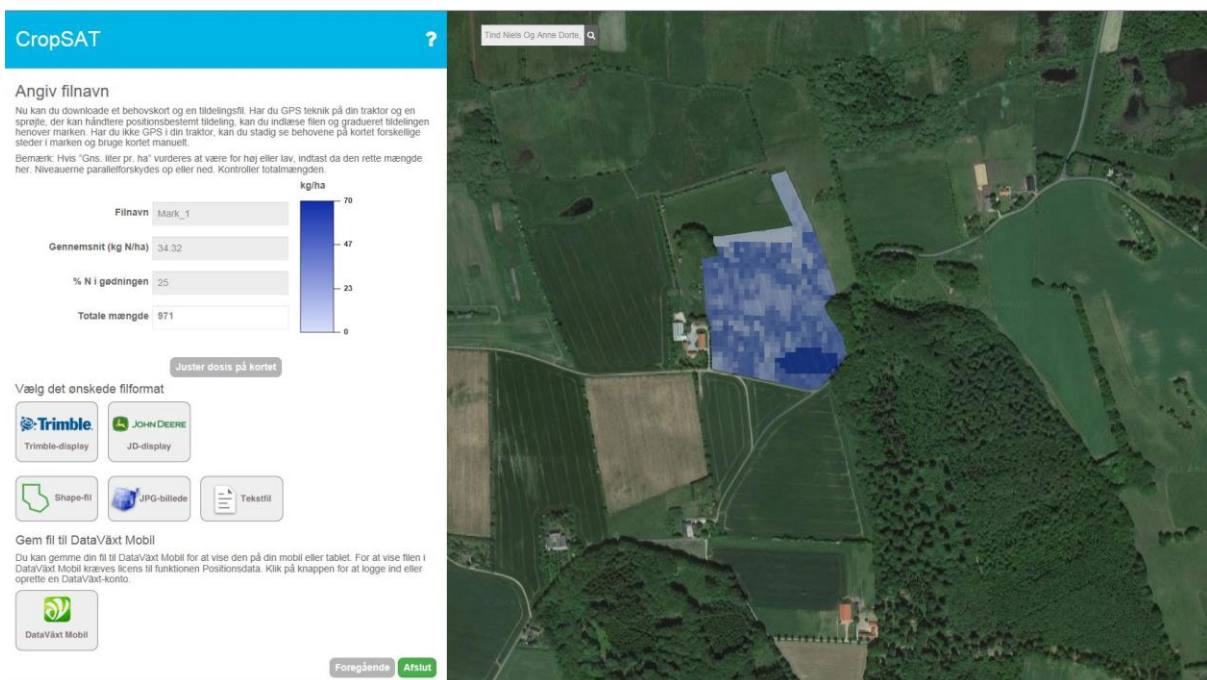 CropSAT ?
Tind Niels Og Anne Dorte,
Angiv filnavn
Nu kan du downloade et behovskort og en tildelingsfil. Har du GPS teknik på din traktor og en
sprøjte, der kan håndtere positionsbestemt tildeling, kan du indlæse filen og gradueret tildelingen
henover marken. Har du ikke GPS i din traktor, kan du stadig se behovene på kortet forskellige
steder i marken og bruge kortet manuelt.
Bemærk: Hvis "Gns. liter pr. ha" vurderes at være for høj eller lav, indtast da den rette mængde
her. Niveauerne parallelforskydes op eller ned. Kontroller totalmængden.
kg/ha
70
47
23
0
Filnavn Mark_1
Gennemsnit (kg N/ha) 34.32
% N i gødningen 25
Totale mængde 971
Juster dosis på kortet
Vælg det ønskede filformat
Trimble. JOHN DEERE
Trimble-display JD-display
Shape-fil JPG-billede Tekstfil
Gem fil til DataVäxt Mobil
Du kan gemme din fil til DataVäxt Mobil for at vise den på din mobil eller tablet. For at vise filen i
DataVäxt Mobil kræves licens til funktionen Positionsdata. Klik på knappen for at logge ind eller
oprette en DataVäxt-konto.
DataVäxt Mobil
Foregående Afslut